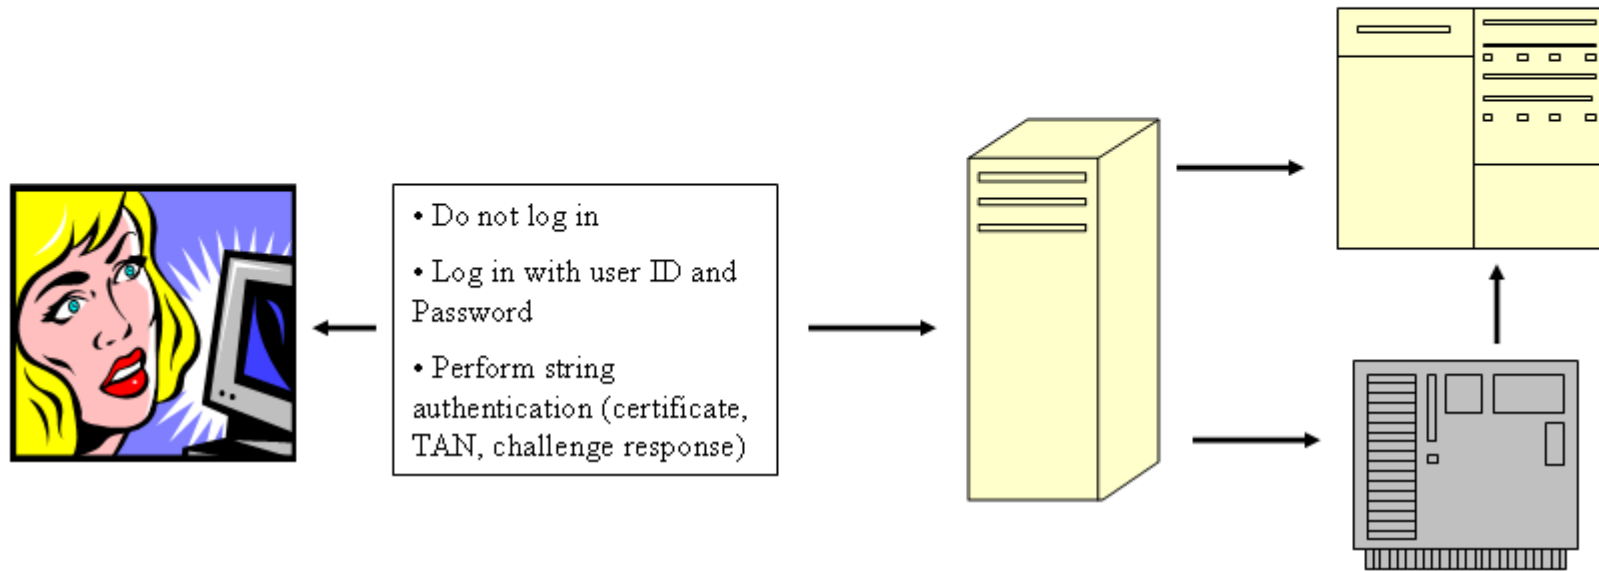 • Do not log in
• Log in with user ID and
Password
• Perform string
authentication (certificate,
TAN, challenge response)